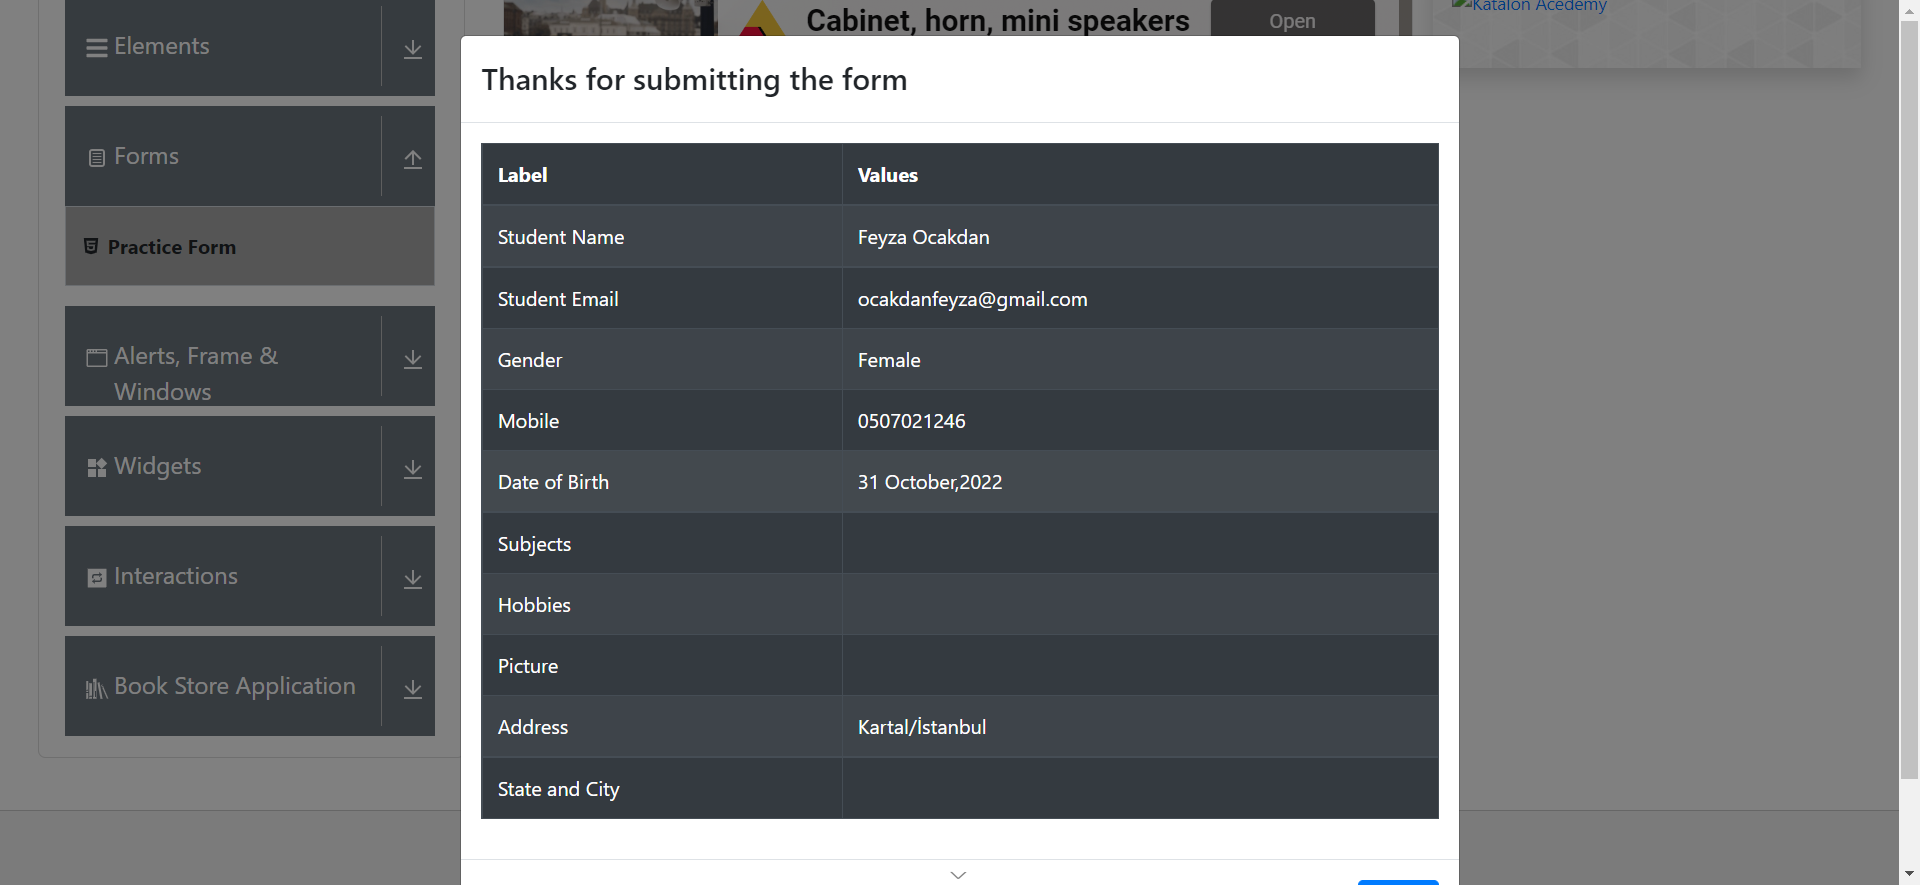 Elements
Forms
Practice Form
Alerts, Frame &
Windows
Widgets
Interactions
Book Store Application
Cabinet, horn, mini speakers
Open
Katalon Acedemy
Thanks for submitting the form
Label Values
Student Name Feyza Ocakdan
Student Email ocakdanfeyza@gmail.com
Gender Female
Mobile 0507021246
Date of Birth 31 October,2022
Subjects
Hobbies
Picture
Address Kartal/İstanbul
State and City